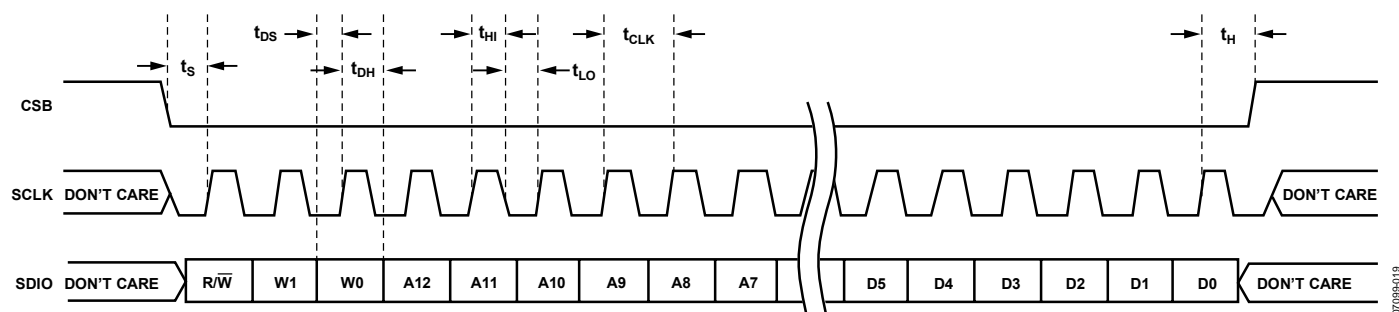 tDS
tHI
tCLK
tH
tS
tDH
tLO
CSB
SCLK DON'T CARE DON'T CARE
SDIO DON'T CARE R/W̅ W1 W0 A12 A11 A10 A9 A8 A7 D5 D4 D3 D2 D1 D0 DON'T CARE
07099-019